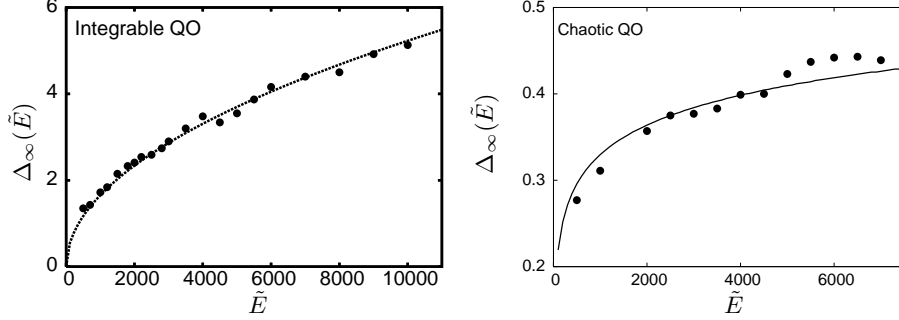 Integrable QO
6
4
2
0
0 2000 4000 6000 8000 10000
Δ∞(Ẽ)
Ẽ
Chaotic QO
0.5
0.4
0.3
0.2
0 2000 4000 6000
Δ∞(Ẽ)
Ẽ